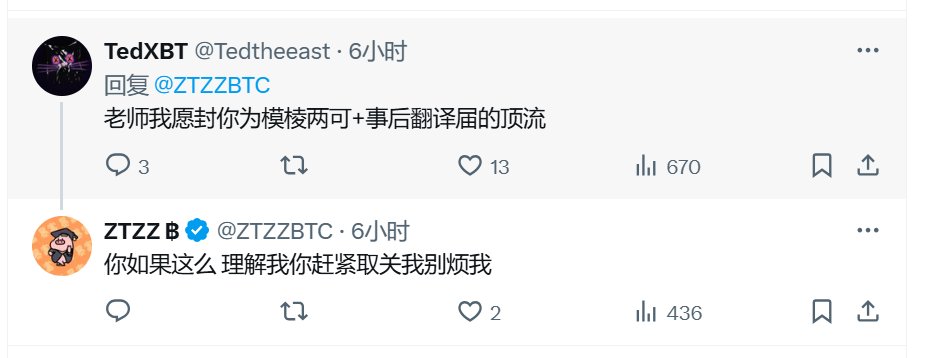 TedXBT @Tedtheeast · 6小时
回复 @ZTZZBTC
老师我愿封你为模棱两可+事后翻译届的顶流
3 13 670
ZTZZ ฿ @ZTZZBTC · 6小时
你如果这么 理解我你赶紧取关我别烦我
2 436